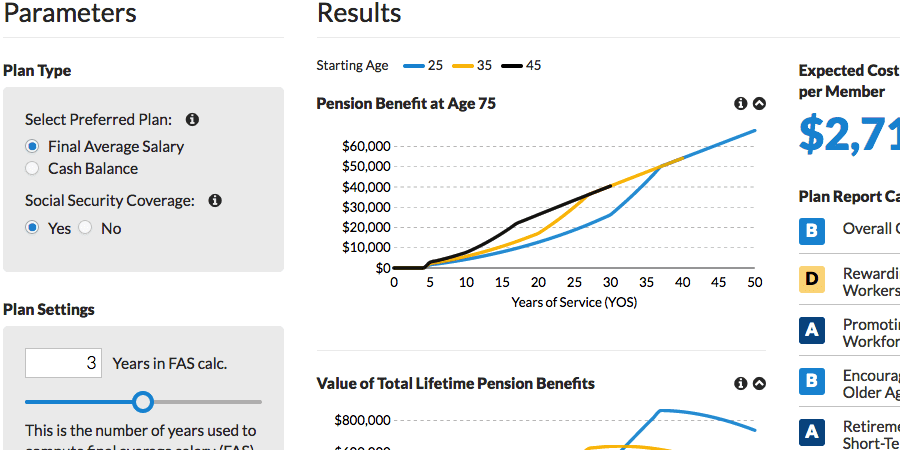 Parameters
Plan Type
Select Preferred Plan:
Final Average Salary
Cash Balance
Social Security Coverage:
Yes No
Plan Settings
3 Years in FAS calc.
This is the number of years used to
Results
Starting Age 25 35 45
Pension Benefit at Age 75
$60,000
$50,000
$40,000
$30,000
$20,000
$10,000
$0
0 5 10 15 20 25 30 35 40 45 50
Years of Service (YOS)
Value of Total Lifetime Pension Benefits
$800,000
Expected Cost
per Member
$2,71
Plan Report Ca
B Overall
D Rewardi
Workers
A Promoti
Workfor
B Encourag
Older Ag
A Retireme
Short-Te